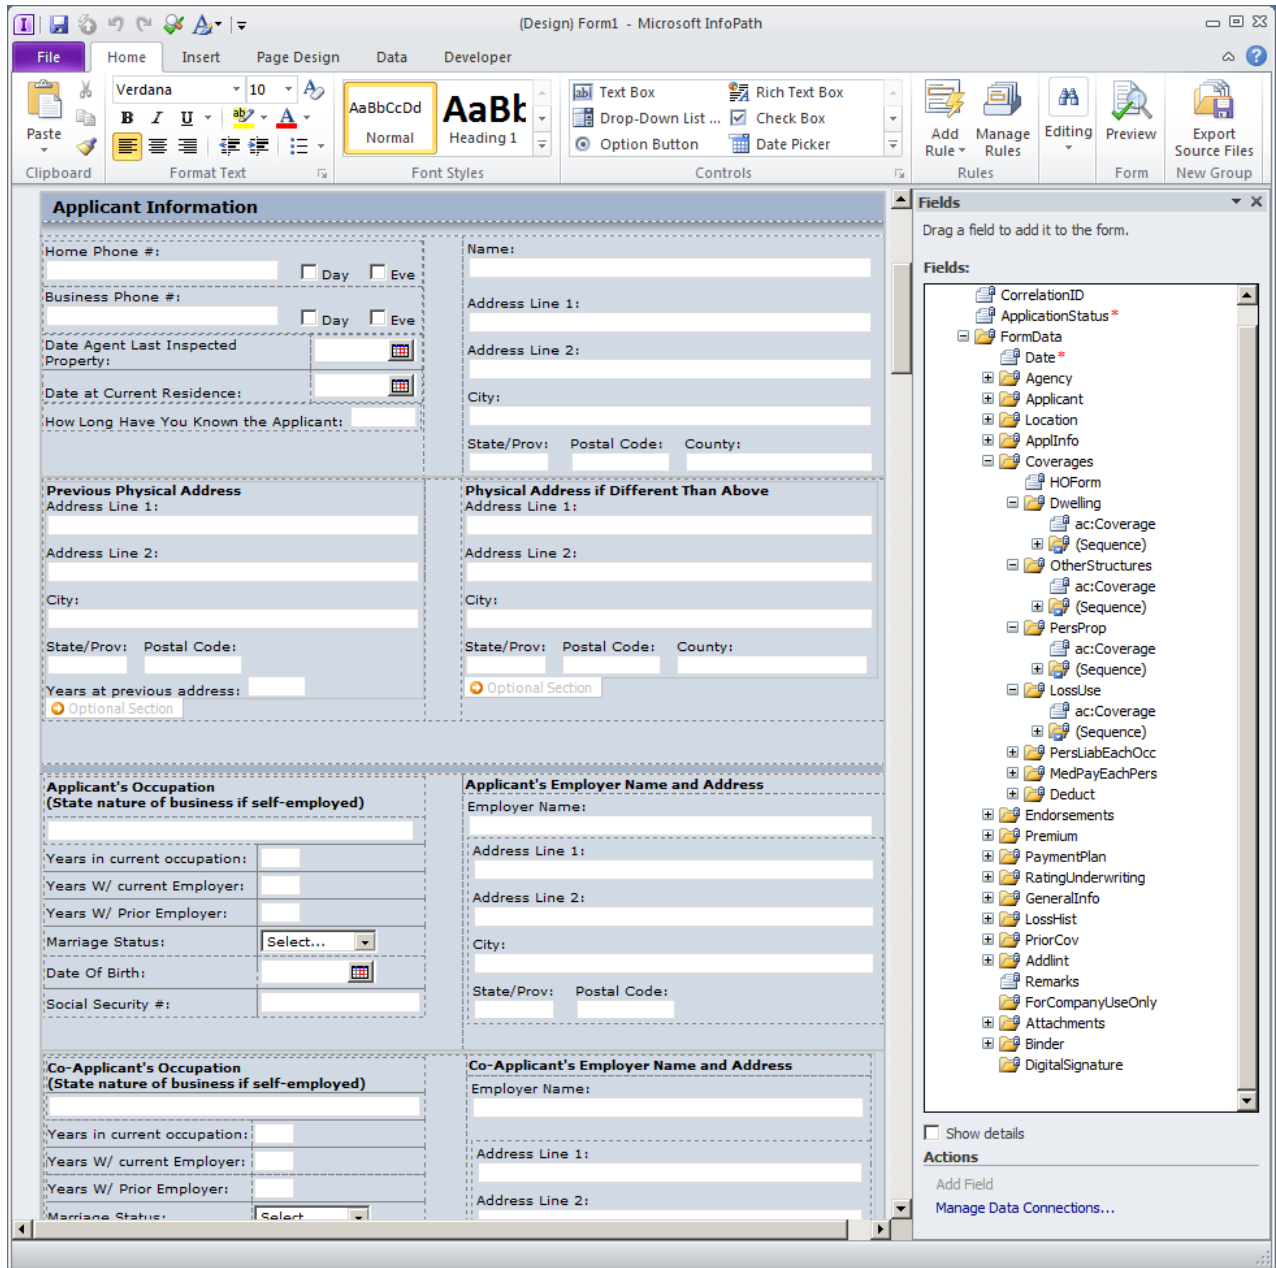 (Design) Form1 - Microsoft InfoPath
File Home Insert Page Design Data Developer
Paste
Clipboard
Verdana 10
B I U ab A
Format Text
AaBbCcDd
Normal
AaBb
Heading 1
Font Styles
ab Text Box Rich Text Box
Drop-Down List ... Check Box
Option Button Date Picker
Controls
Add Rule
Manage Rules
Rules
Editing
Preview
Form
Export Source Files
New Group
Applicant Information
Home Phone #:
Day Eve
Business Phone #:
Day Eve
Date Agent Last Inspected
Property:
Date at Current Residence:
How Long Have You Known the Applicant:
Name:
Address Line 1:
Address Line 2:
City:
State/Prov: Postal Code: County:
Previous Physical Address
Address Line 1:
Address Line 2:
City:
State/Prov: Postal Code:
Years at previous address:
Optional Section
Physical Address if Different Than Above
Address Line 1:
Address Line 2:
City:
State/Prov: Postal Code: County:
Optional Section
Applicant's Occupation
(State nature of business if self-employed)
Years in current occupation:
Years W/ current Employer:
Years W/ Prior Employer:
Marriage Status: Select...
Date Of Birth:
Social Security #:
Applicant's Employer Name and Address
Employer Name:
Address Line 1:
Address Line 2:
City:
State/Prov: Postal Code:
Co-Applicant's Occupation
(State nature of business if self-employed)
Years in current occupation:
Years W/ current Employer:
Years W/ Prior Employer:
Marriage Status: Select
Co-Applicant's Employer Name and Address
Employer Name:
Address Line 1:
Address Line 2:
Fields
Drag a field to add it to the form.
Fields:
CorrelationID
ApplicationStatus *
FormData
Date *
Agency
Applicant
Location
ApplInfo
Coverages
HOForm
Dwelling
ac:Coverage
(Sequence)
OtherStructures
ac:Coverage
(Sequence)
PersProp
ac:Coverage
(Sequence)
LossUse
ac:Coverage
(Sequence)
PersLiabEachOcc
MedPayEachPers
Deduct
Endorsements
Premium
PaymentPlan
RatingUnderwriting
GeneralInfo
LossHist
PriorCov
AddlInt
Remarks
ForCompanyUseOnly
Attachments
Binder
DigitalSignature
Show details
Actions
Add Field
Manage Data Connections...